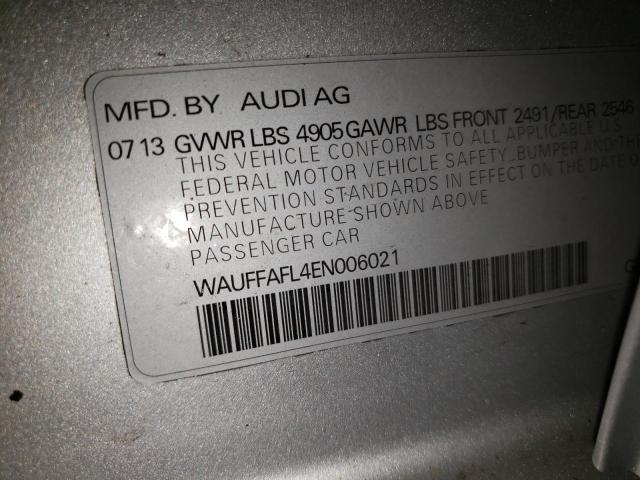 MFD. BY AUDI AG
07 13 GVWR LBS 4905 GAWR LBS FRONT 2491/REAR 2546
THIS VEHICLE CONFORMS TO ALL APPLICABLE U.S
FEDERAL MOTOR VEHICLE SAFETY, BUMPER AND
PREVENTION STANDARDS IN EFFECT ON THE DATE
MANUFACTURE SHOWN ABOVE
PASSENGER CAR
WAUFFAFL4EN006021